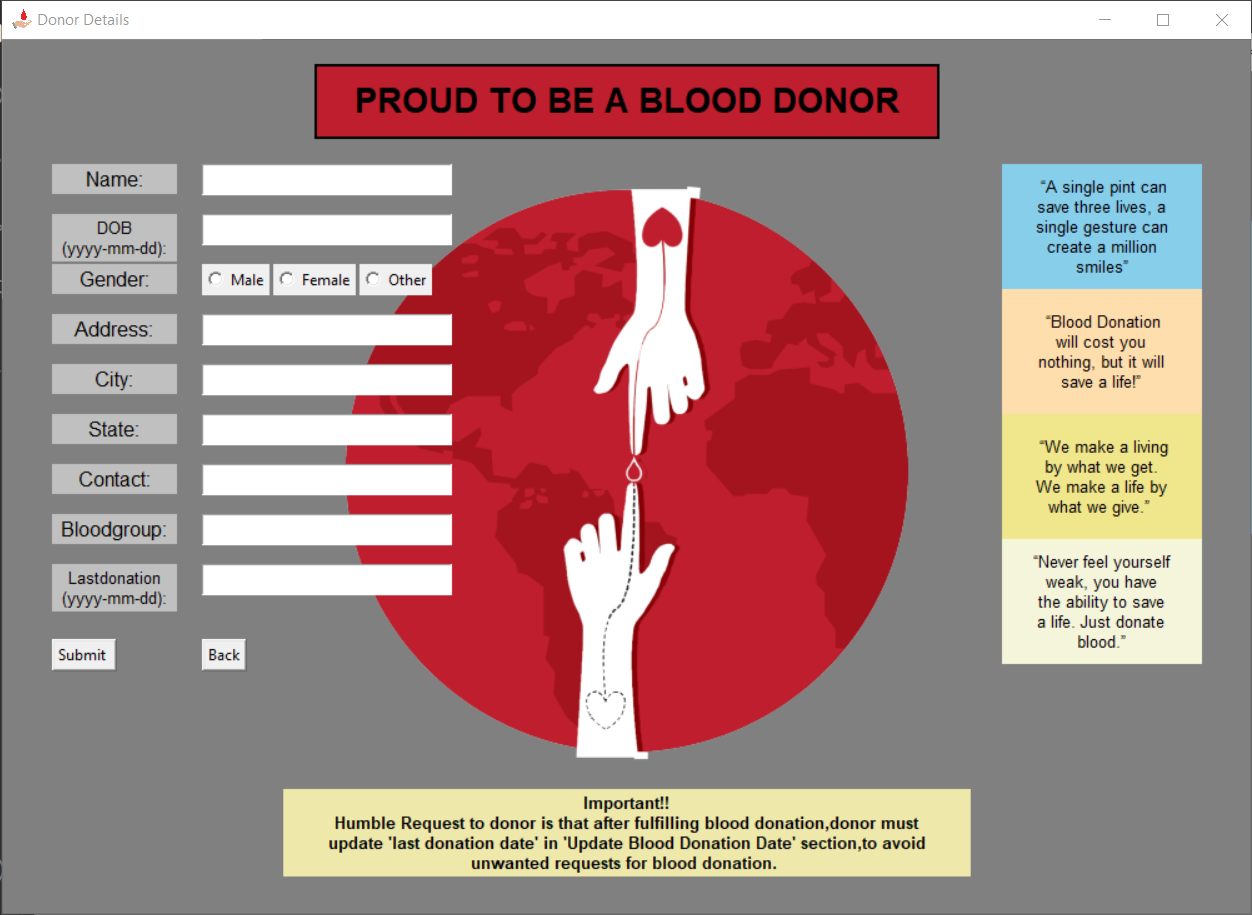 Donor Details
PROUD TO BE A BLOOD DONOR
Name:
DOB
(yyyy-mm-dd):
Gender:
Male
Female
Other
Address:
City:
State:
Contact:
Bloodgroup:
Lastdonation
(yyyy-mm-dd):
Submit
Back
“A single pint can
save three lives, a
single gesture can
create a million
smiles”
“Blood Donation
will cost you
nothing, but it will
save a life!”
“We make a living
by what we get.
We make a life by
what we give.”
“Never feel yourself
weak, you have
the ability to save
a life. Just donate
blood.”
Important!!
Humble Request to donor is that after fulfilling blood donation,donor must
update 'last donation date' in 'Update Blood Donation Date' section,to avoid
unwanted requests for blood donation.